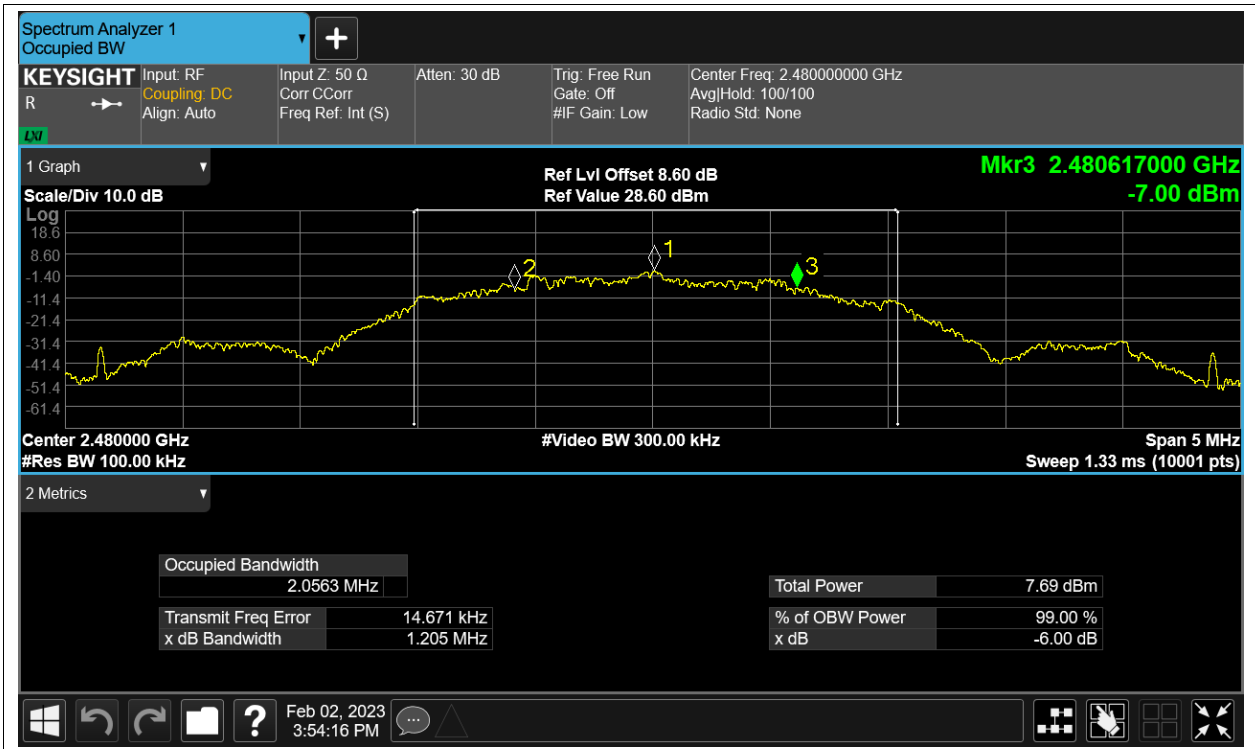 Spectrum Analyzer 1
Occupied BW
KEYSIGHT
R
LXI
Input: RF
Coupling: DC
Align: Auto
Input Z: 50 Ω
Corr CCorr
Freq Ref: Int (S)
Atten: 30 dB
Trig: Free Run
Gate: Off
#IF Gain: Low
Center Freq: 2.480000000 GHz
Avg|Hold: 100/100
Radio Std: None
1 Graph
Scale/Div 10.0 dB
Ref Lvl Offset 8.60 dB
Ref Value 28.60 dBm
Mkr3 2.480617000 GHz
-7.00 dBm
Log
18.6
8.60
-1.40
-11.4
-21.4
-31.4
-41.4
-51.4
-61.4
2
1
3
Center 2.480000 GHz
#Res BW 100.00 kHz
#Video BW 300.00 kHz
Span 5 MHz
Sweep 1.33 ms (10001 pts)
2 Metrics
Occupied Bandwidth
2.0563 MHz
Transmit Freq Error 14.671 kHz
x dB Bandwidth 1.205 MHz
Total Power 7.69 dBm
% of OBW Power 99.00 %
x dB -6.00 dB
?
Feb 02, 2023
3:54:16 PM